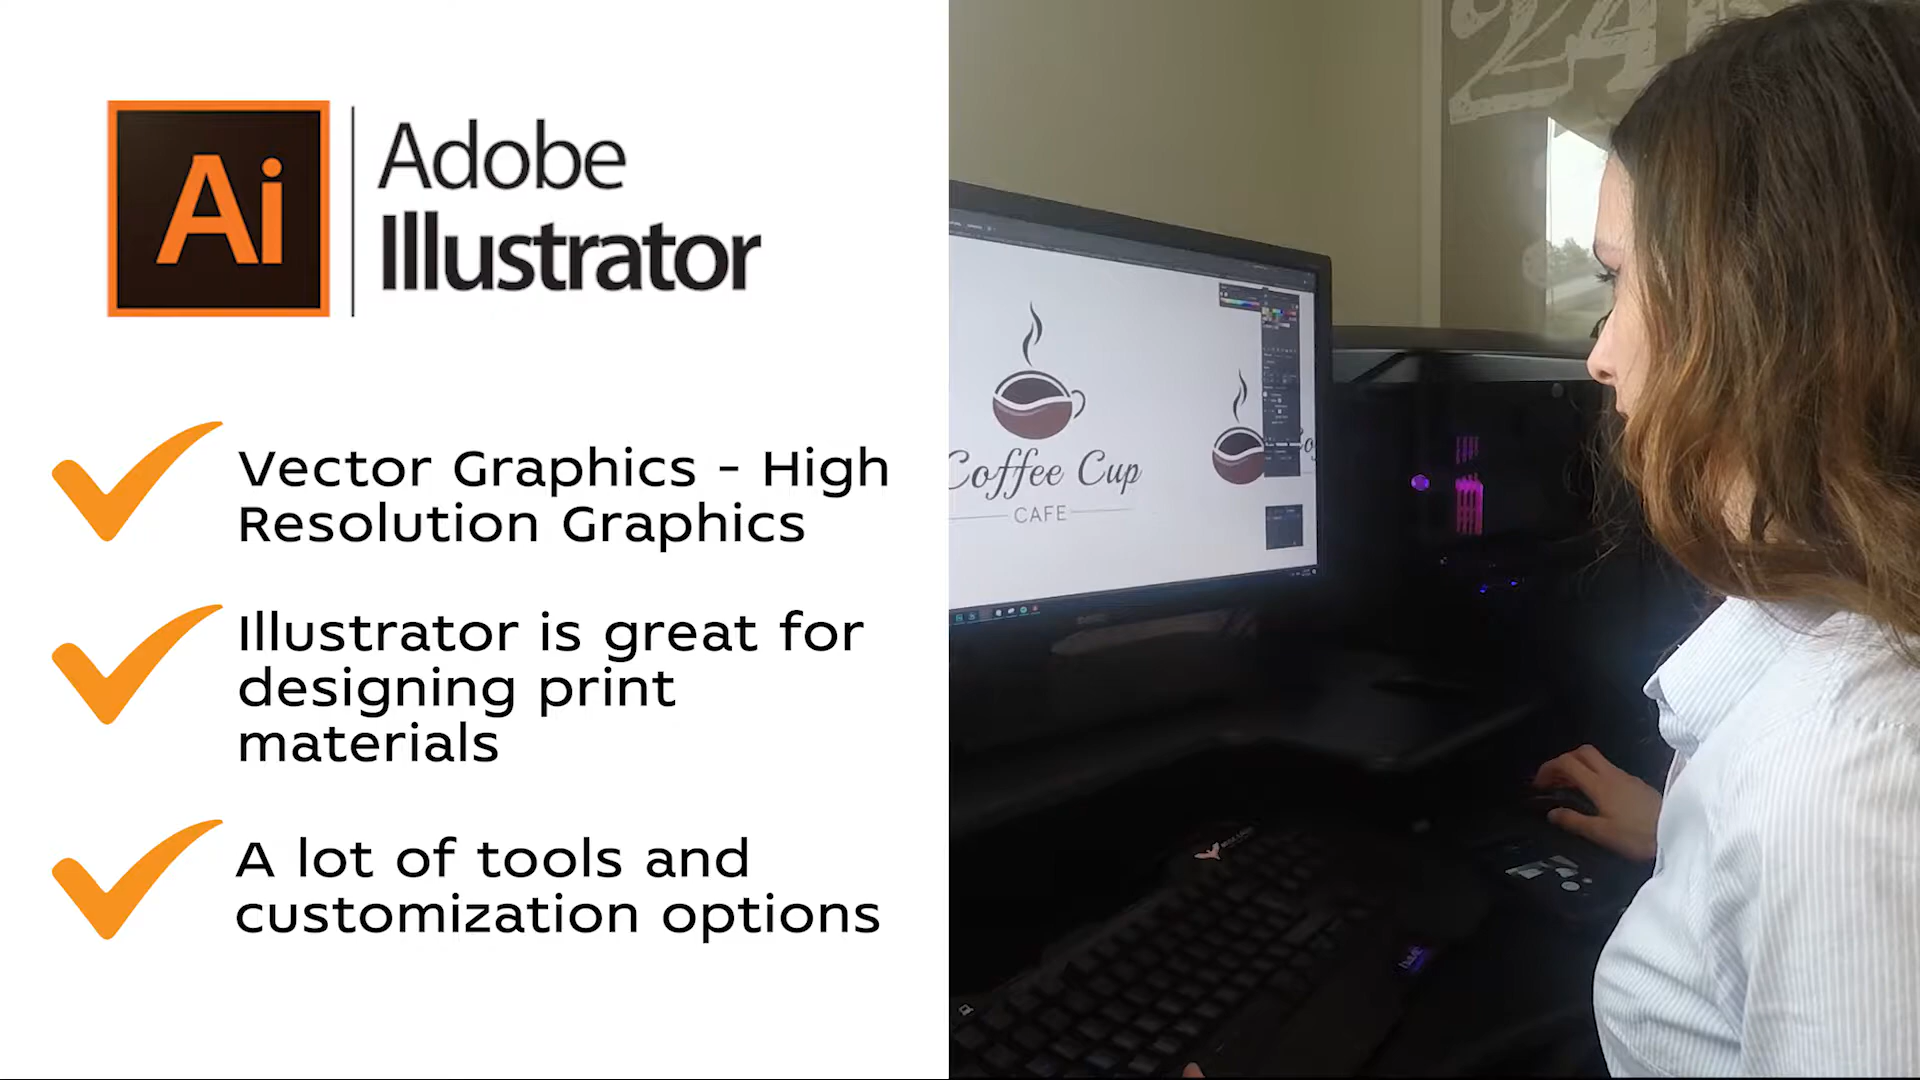 Ai
Adobe
Illustrator
Vector Graphics - High
Resolution Graphics
Illustrator is great for
designing print
materials
A lot of tools and
customization options
24
Coffee Cup
CAFE